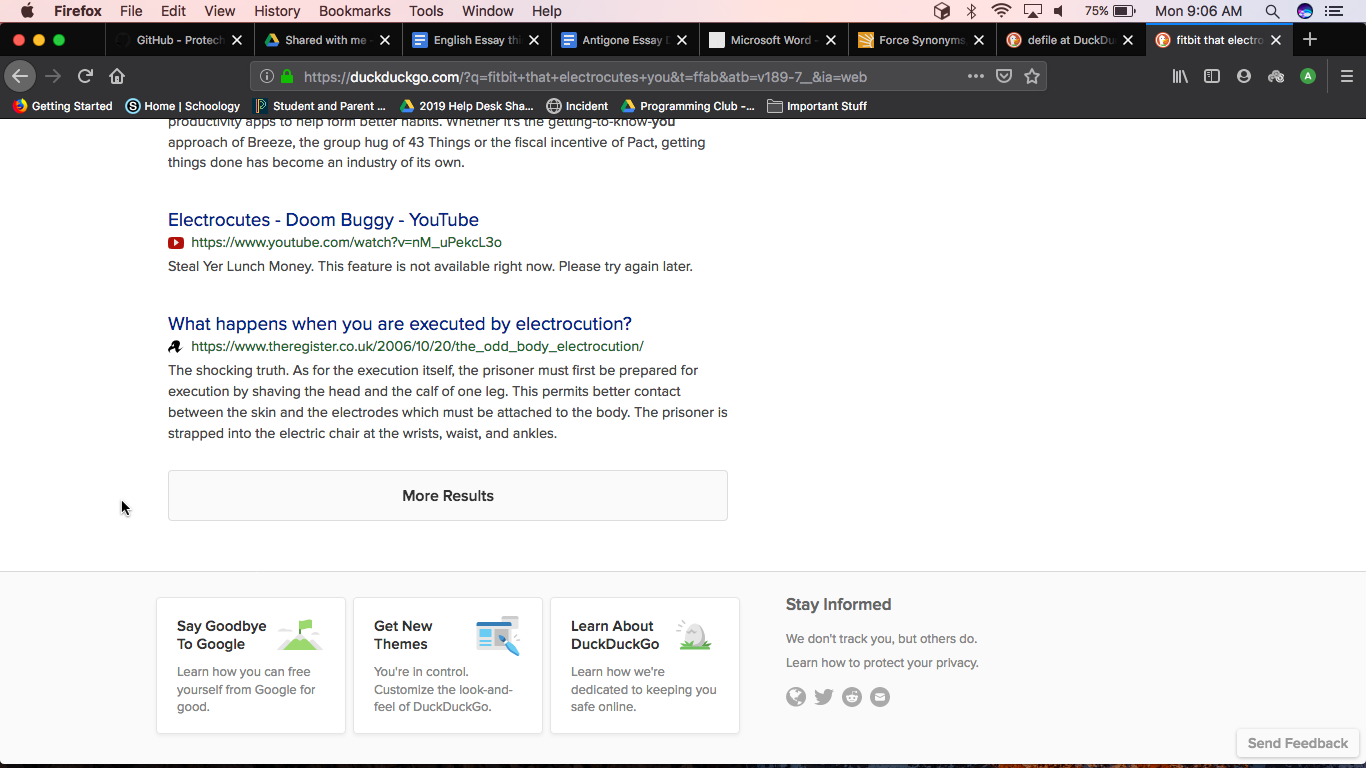 Firefox File Edit View History Bookmarks Tools Window Help 75% Mon 9:06 AM
GitHub - Protech Shared with me - English Essay thi Antigone Essay D Microsoft Word - Force Synonyms defile at DuckDu fitbit that electro
https://duckduckgo.com/?q=fitbit+that+electrocutes+you&t=ffab&atb=v189-7__&ia=web
Getting Started Home | Schoology Student and Parent ... 2019 Help Desk Sha... Incident Programming Club -... Important Stuff
productivity apps to help form better habits. Whether it's the getting-to-know-you
approach of Breeze, the group hug of 43 Things or the fiscal incentive of Pact, getting
things done has become an industry of its own.
Electrocutes - Doom Buggy - YouTube
https://www.youtube.com/watch?v=nM_uPekcL3o
Steal Yer Lunch Money. This feature is not available right now. Please try again later.
What happens when you are executed by electrocution?
https://www.theregister.co.uk/2006/10/20/the_odd_body_electrocution/
The shocking truth. As for the execution itself, the prisoner must first be prepared for
execution by shaving the head and the calf of one leg. This permits better contact
between the skin and the electrodes which must be attached to the body. The prisoner is
strapped into the electric chair at the wrists, waist, and ankles.
More Results
Say Goodbye
To Google
Learn how you can free
yourself from Google for
good.
Get New
Themes
You're in control.
Customize the look-and-
feel of DuckDuckGo.
Learn About
DuckDuckGo
Learn how we're
dedicated to keeping you
safe online.
Stay Informed
We don't track you, but others do.
Learn how to protect your privacy.
Send Feedback